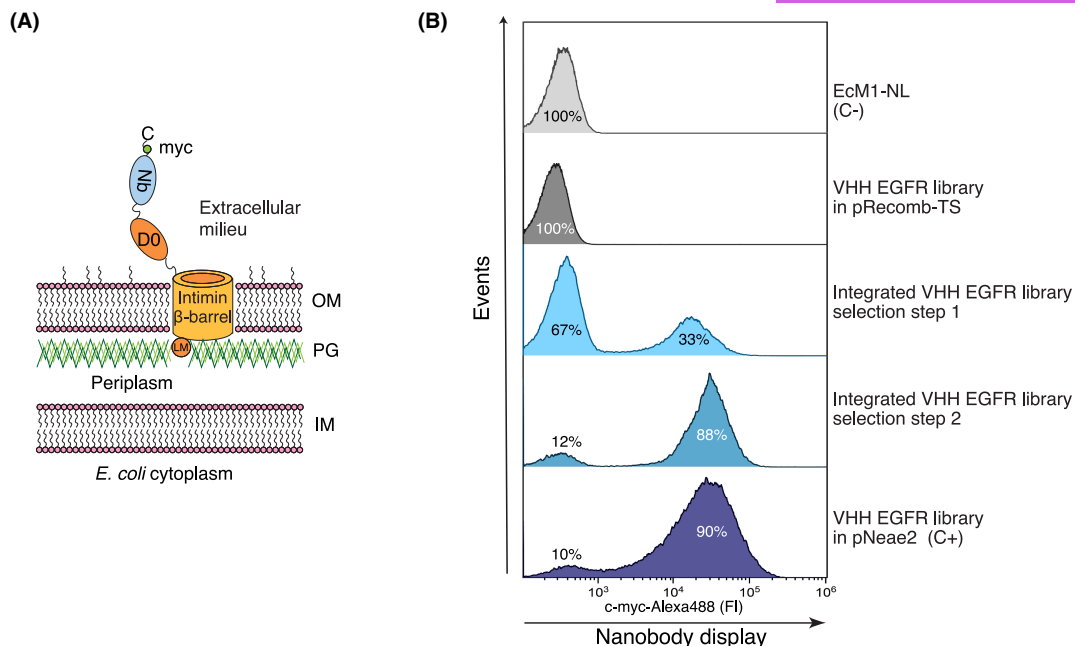 (A)
C
myc
Nb
Extracellular
milieu
D0
Intimin
β-barrel
OM
LM
PG
Periplasm
IM
E. coli cytoplasm
(B)
Events
100%
EcM1-NL
(C-)
100%
VHH EGFR library
in pRecomb-TS
67%
33%
Integrated VHH EGFR library
selection step 1
12%
88%
Integrated VHH EGFR library
selection step 2
10%
90%
VHH EGFR library
in pNeae2 (C+)
10³ 10⁴ 10⁵ 10⁶
c-myc-Alexa488 (FI)
Nanobody display